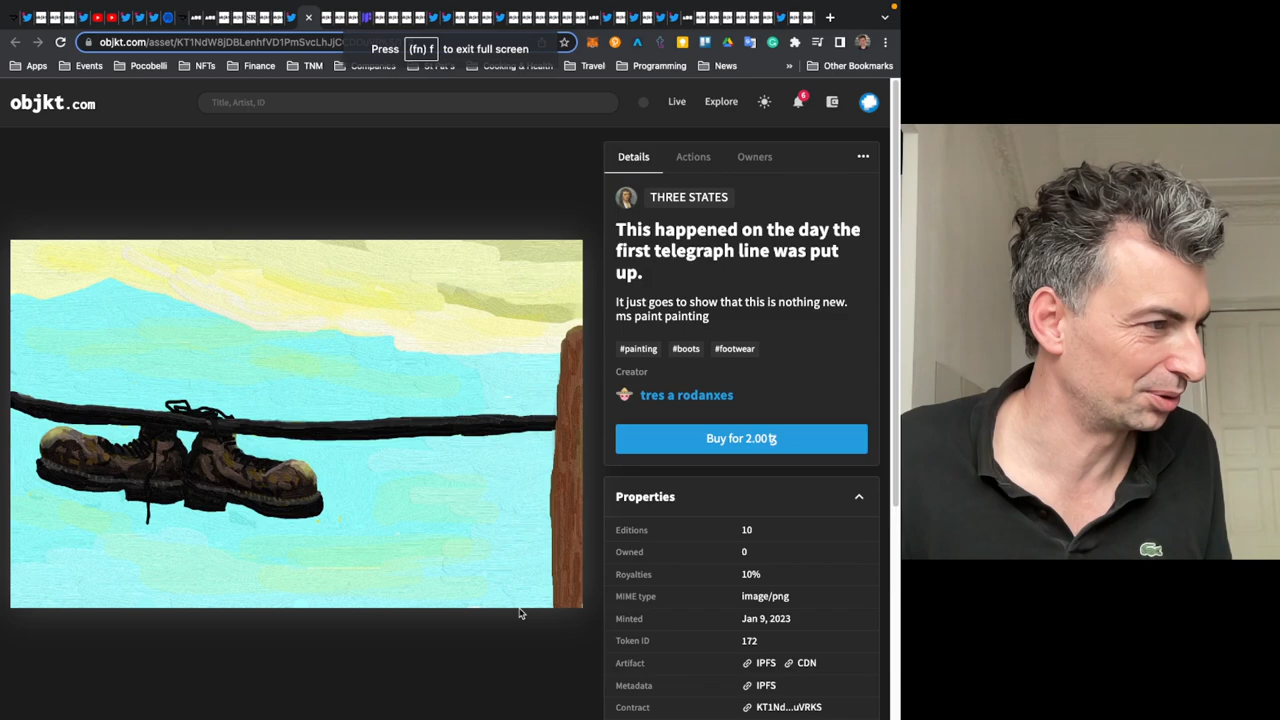 objkt.com/asset/KT1NdW8jDBLenhfVD1PmSvcLhJjC
Press (fn) f to exit full screen
Apps
Events
Pocobelli
NFTs
Finance
TNM
Companies
St Pat's
Cooking & Health
Travel
Programming
News
»
Other Bookmarks
objkt.com
Title, Artist, ID
Live
Explore
6
Details
Actions
Owners
THREE STATES
This happened on the day the
first telegraph line was put
up.
It just goes to show that this is nothing new.
ms paint painting
#painting
#boots
#footwear
Creator
tres a rodanxes
Buy for 2.00ꜩ
Properties
Editions 10
Owned 0
Royalties 10%
MIME type image/png
Minted Jan 9, 2023
Token ID 172
Artifact IPFS CDN
Metadata IPFS
Contract KT1Nd...uVRKS